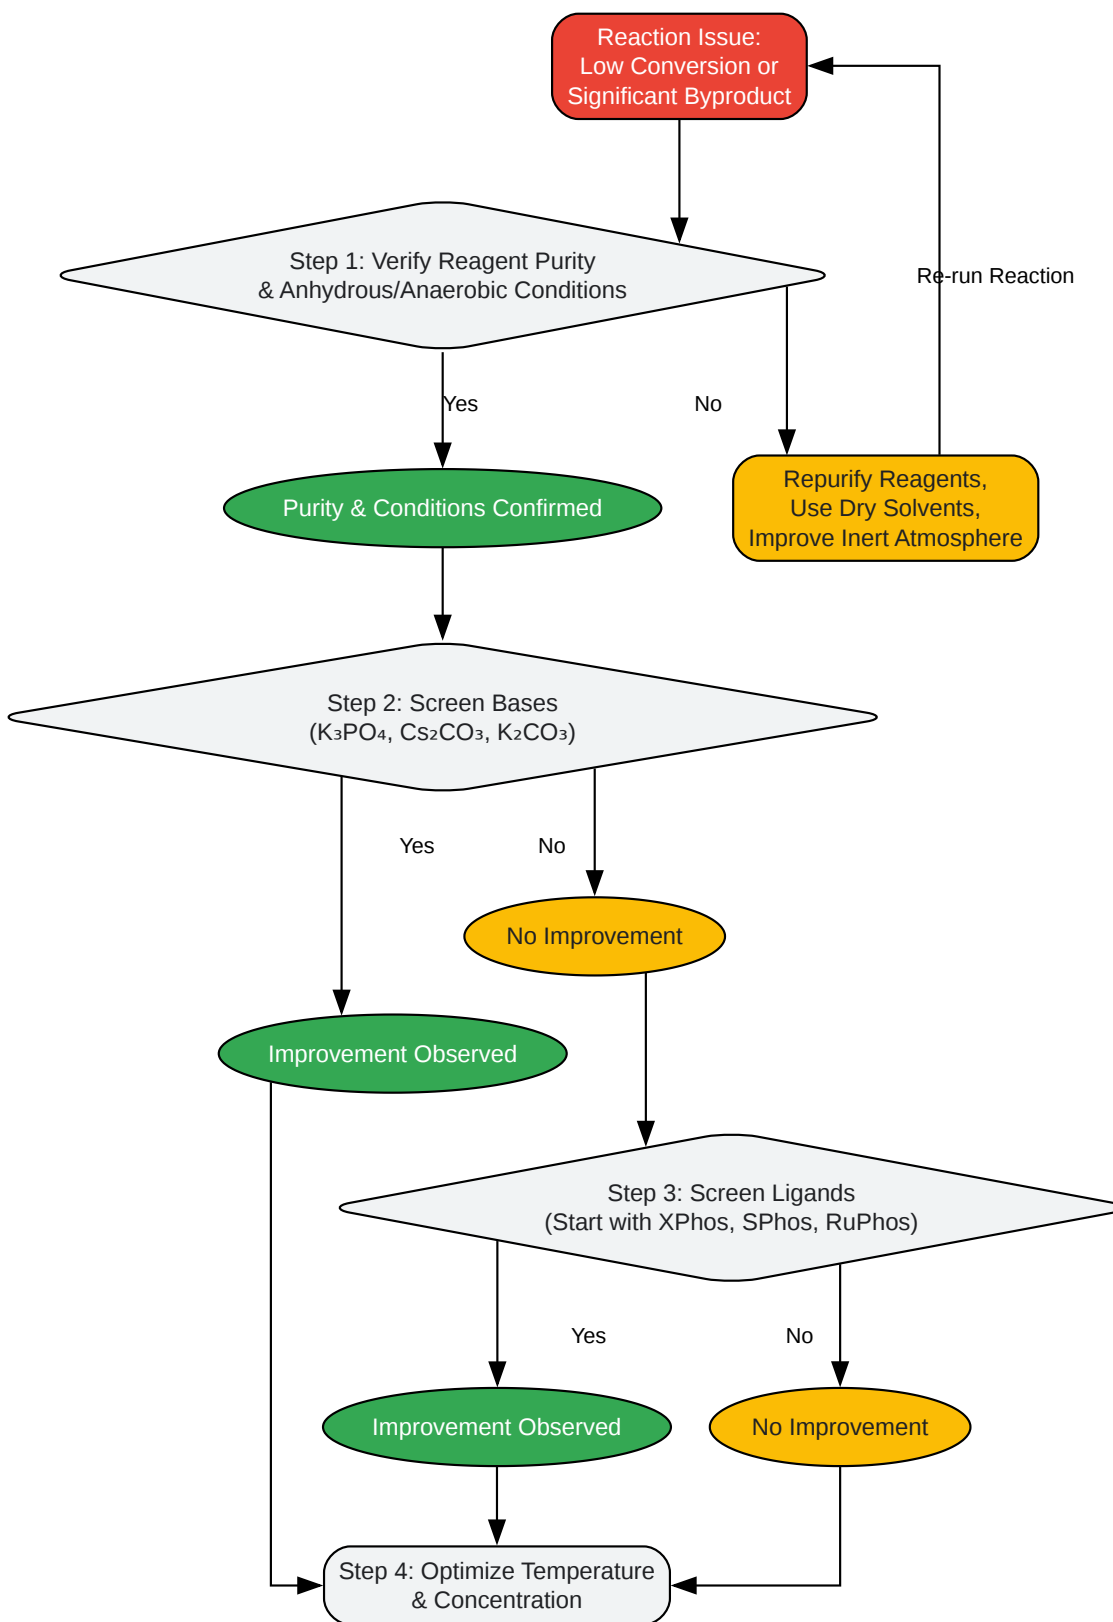 Reaction Issue:
Low Conversion or
Significant Byproduct
Step 1: Verify Reagent Purity
& Anhydrous/Anaerobic Conditions
Re-run Reaction
Yes
No
Purity & Conditions Confirmed
Repurify Reagents,
Use Dry Solvents,
Improve Inert Atmosphere
Step 2: Screen Bases
(K₃PO₄, Cs₂CO₃, K₂CO₃)
Yes
No
No Improvement
Improvement Observed
Step 3: Screen Ligands
(Start with XPhos, SPhos, RuPhos)
Yes
No
Improvement Observed
No Improvement
Step 4: Optimize Temperature
& Concentration